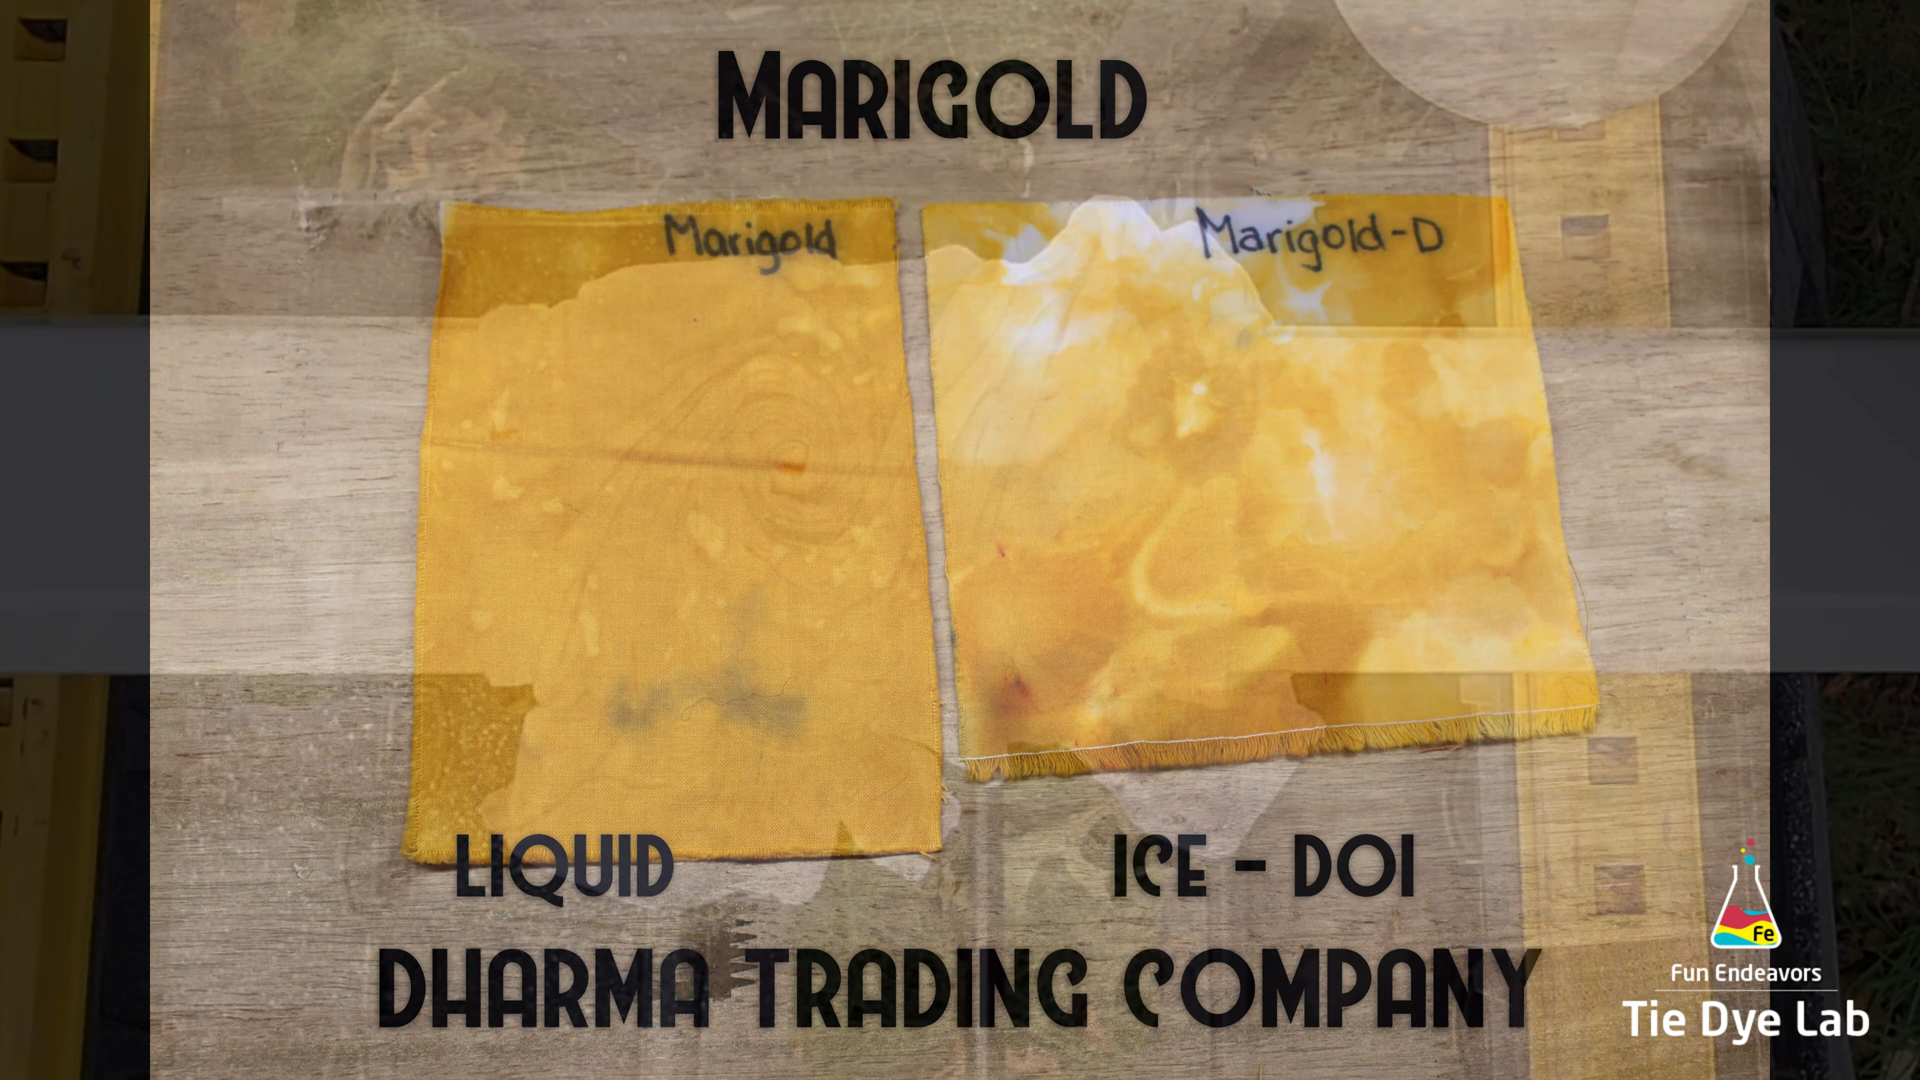 MARIGOLD
Marigold
Marigold-D
LIQUID
ICE - DOI
DHARMA TRADING COMPANY
Fe
Fun Endeavors
Tie Dye Lab